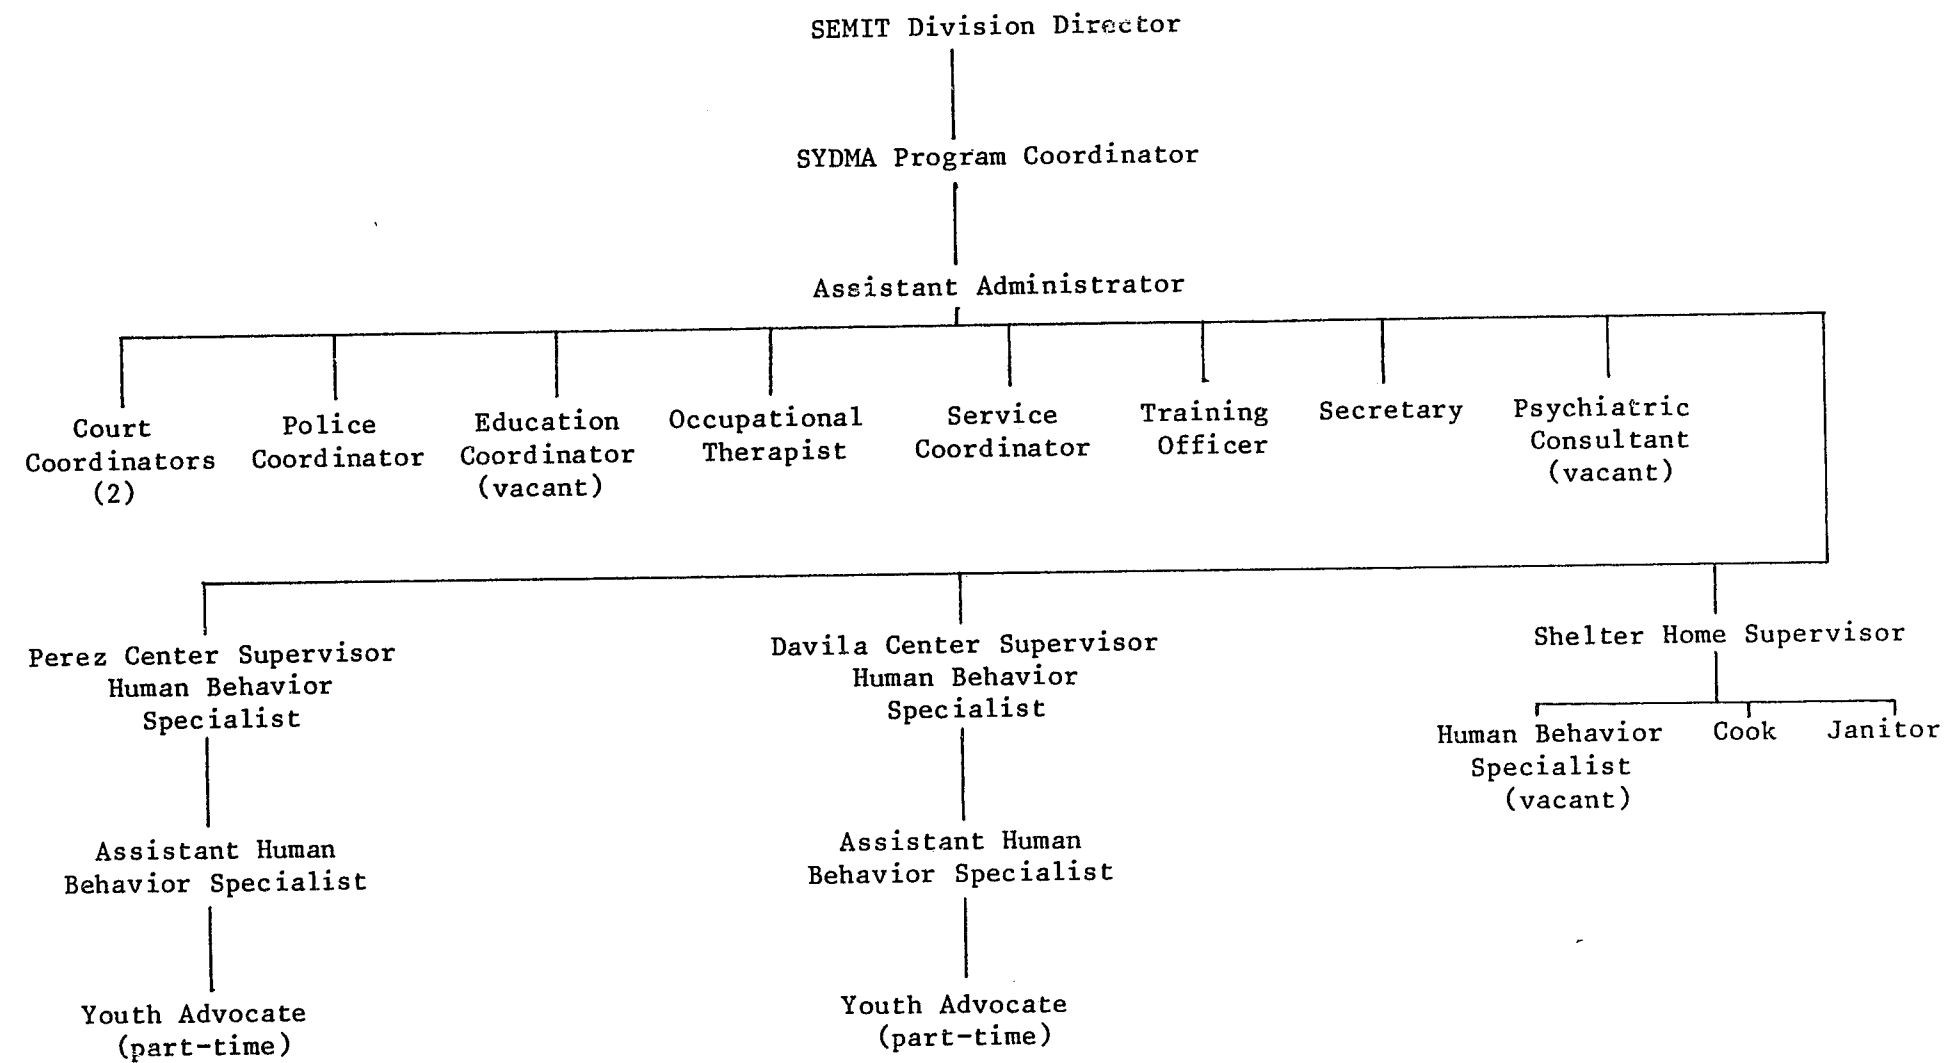 SEMIT Division Director
SYDMA Program Coordinator
Assistant Administrator
Court
Coordinators
(2)
Police
Coordinator
Education
Coordinator
(vacant)
Occupational
Therapist
Service
Coordinator
Training
Officer
Secretary
Psychiatric
Consultant
(vacant)
Perez Center Supervisor
Human Behavior
Specialist
Assistant Human
Behavior Specialist
Youth Advocate
(part-time)
Davila Center Supervisor
Human Behavior
Specialist
Assistant Human
Behavior Specialist
Youth Advocate
(part-time)
Shelter Home Supervisor
Human Behavior
Specialist
(vacant)
Cook
Janitor